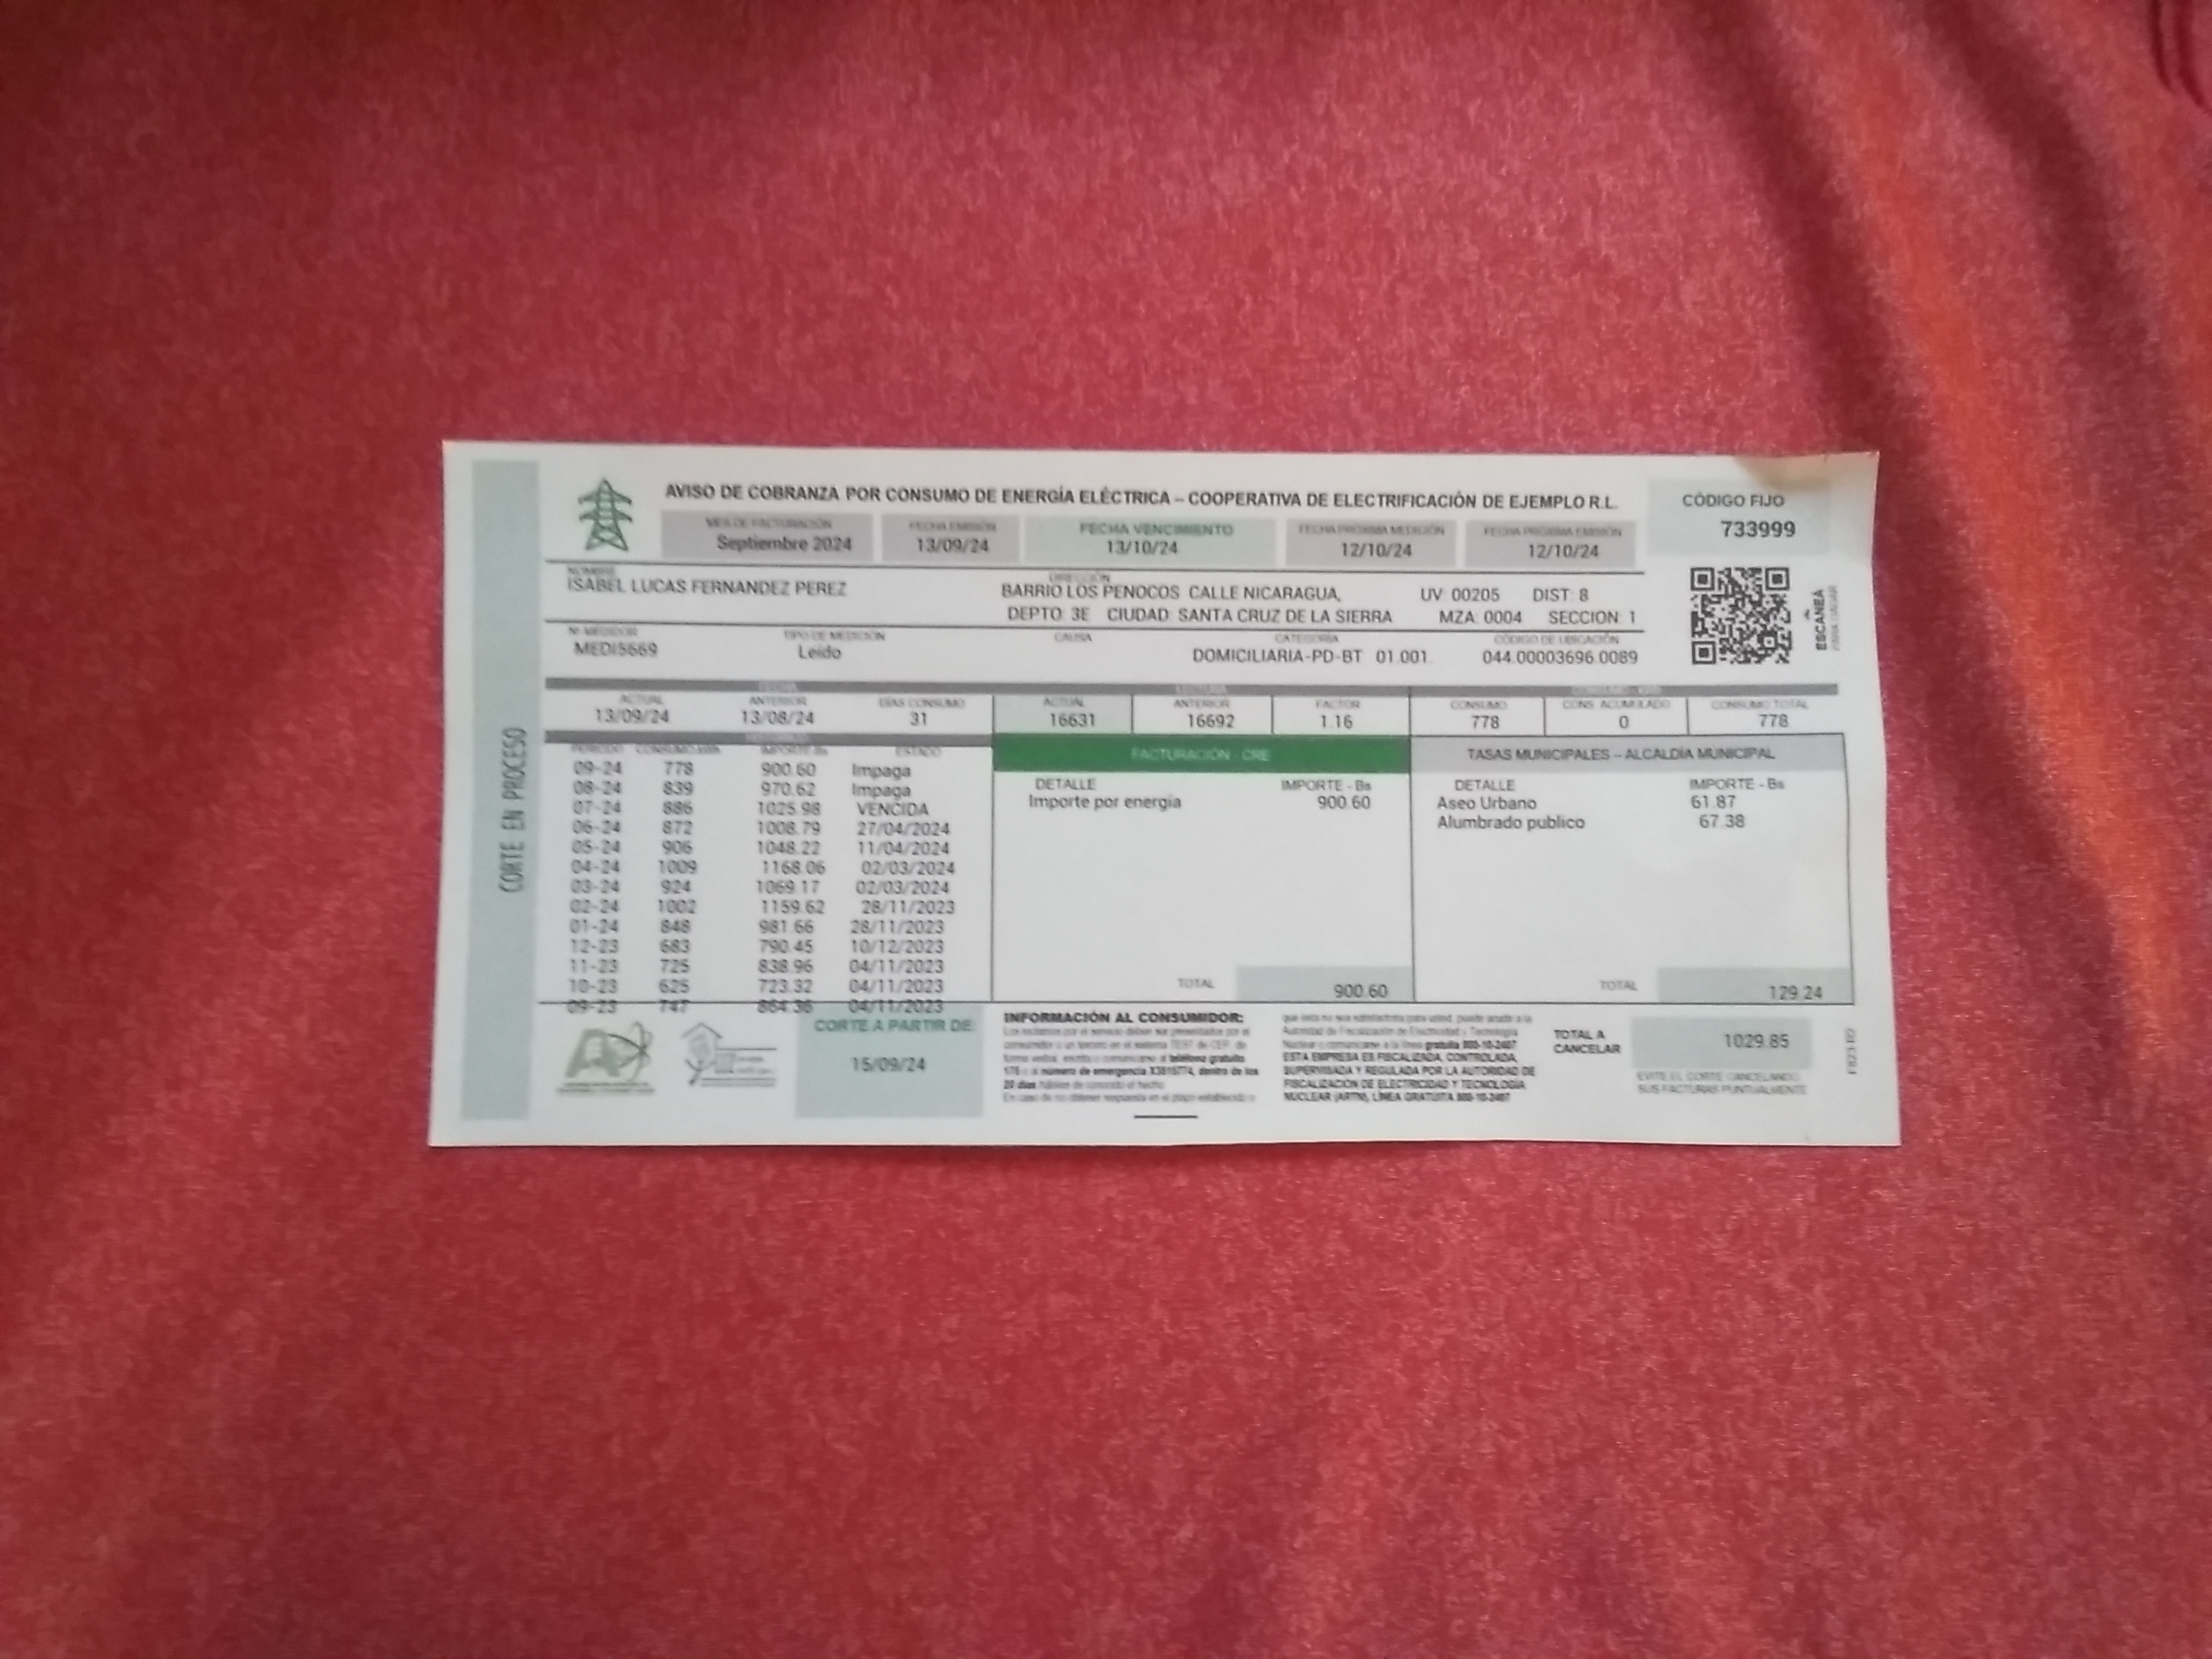 AVISO DE COBRANZA POR CONSUMO DE ENERGÍA ELÉCTRICA – COOPERATIVA DE ELECTRIFICACIÓN DE EJEMPLO R.L.
CÓDIGO FIJO
733999
MES DE FACTURACIÓN FECHA EMISIÓN FECHA VENCIMIENTO FECHA PRÓXIMA MEDICIÓN FECHA PRÓXIMA EMISIÓN
Septiembre 2024 13/09/24 13/10/24 12/10/24 12/10/24
NOMBRE DIRECCIÓN
ISABEL LUCAS FERNANDEZ PEREZ BARRIO LOS PENOCOS CALLE NICARAGUA, UV: 00205 DIST: 8
DEPTO: 3E CIUDAD: SANTA CRUZ DE LA SIERRA MZA: 0004 SECCION: 1
Nº MEDIDOR TIPO DE MEDICIÓN CAUSA CATEGORÍA CÓDIGO DE UBICACIÓN
MEDI5669 Leído DOMICILIARIA-PD-BT 01.001. 044.00003696.0089
ESCANEA
CORTE EN PROCESO
FECHA LECTURA CONSUMO - kWh
ACTUAL ANTERIOR DÍAS CONSUMO ACTUAL ANTERIOR FACTOR CONSUMO CONS. ACUMULADO CONSUMO TOTAL
13/09/24 13/08/24 31 16631 16692 1.16 778 0 778
PERIODO CONSUMO kWh IMPORTE-Bs ESTADO
09-24 778 900.60 Impaga
08-24 839 970.62 Impaga
07-24 886 1025.98 VENCIDA
06-24 872 1008.79 27/04/2024
05-24 906 1048.22 11/04/2024
04-24 1009 1168.06 02/03/2024
03-24 924 1069.17 02/03/2024
02-24 1002 1159.62 28/11/2023
01-24 848 981.66 28/11/2023
12-23 683 790.45 10/12/2023
11-23 725 838.96 04/11/2023
10-23 625 723.32 04/11/2023
09-23 747 864.36 04/11/2023
FACTURACIÓN - CRE
DETALLE IMPORTE - Bs
Importe por energía 900.60
TOTAL 900.60
TASAS MUNICIPALES – ALCALDÍA MUNICIPAL
DETALLE IMPORTE - Bs
Aseo Urbano 61.87
Alumbrado publico 67.38
TOTAL 129.24
CORTE A PARTIR DE:
15/09/24
INFORMACIÓN AL CONSUMIDOR:
Los reclamos por el servicio deben ser presentados por el
consumidor o un tercero en el sistema
forma verbal, escrita o comunicarse al teléfono gratuito
176 o al número de emergencia dentro de los
20 días hábiles de conocido el hecho
En caso de no obtener respuesta en el plazo establecido o
que ésta no sea satisfactoria para usted, puede acudir a la
Autoridad de Fiscalización de Electricidad y Tecnología
Nuclear o comunicarse a la línea gratuita 800-10-2407
ESTA EMPRESA ES FISCALIZADA, CONTROLADA,
SUPERVISADA Y REGULADA POR LA AUTORIDAD DE
FISCALIZACIÓN DE ELECTRICIDAD Y TECNOLOGÍA
NUCLEAR (AETN), LÍNEA GRATUITA 800-10-2407
TOTAL A
CANCELAR
1029.85
EVITE EL CORTE CANCELANDO
SUS FACTURAS PUNTUALMENTE